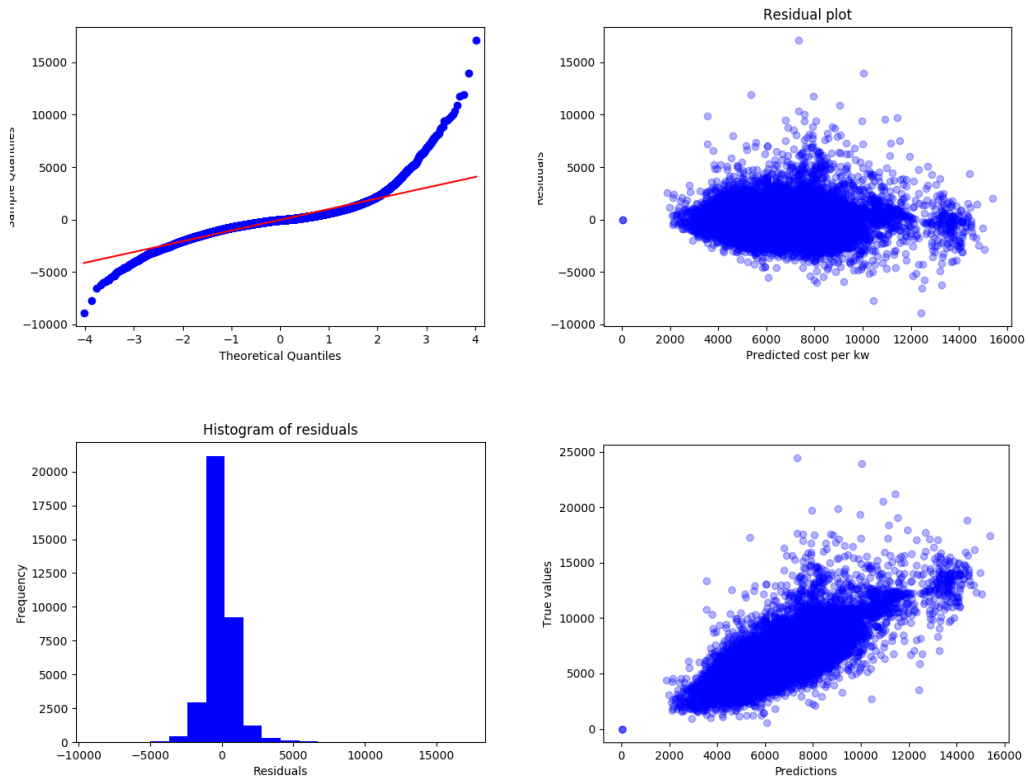 15000
10000
5000
0
−5000
−10000
Sample Quantiles
−4 −3 −2 −1 0 1 2 3 4
Theoretical Quantiles
Residual plot
15000
10000
5000
0
−5000
−10000
Residuals
0 2000 4000 6000 8000 10000 12000 14000 16000
Predicted cost per kw
Histogram of residuals
20000
17500
15000
12500
10000
7500
5000
2500
0
Frequency
−10000 −5000 0 5000 10000 15000
Residuals
25000
20000
15000
10000
5000
0
True values
0 2000 4000 6000 8000 10000 12000 14000 16000
Predictions